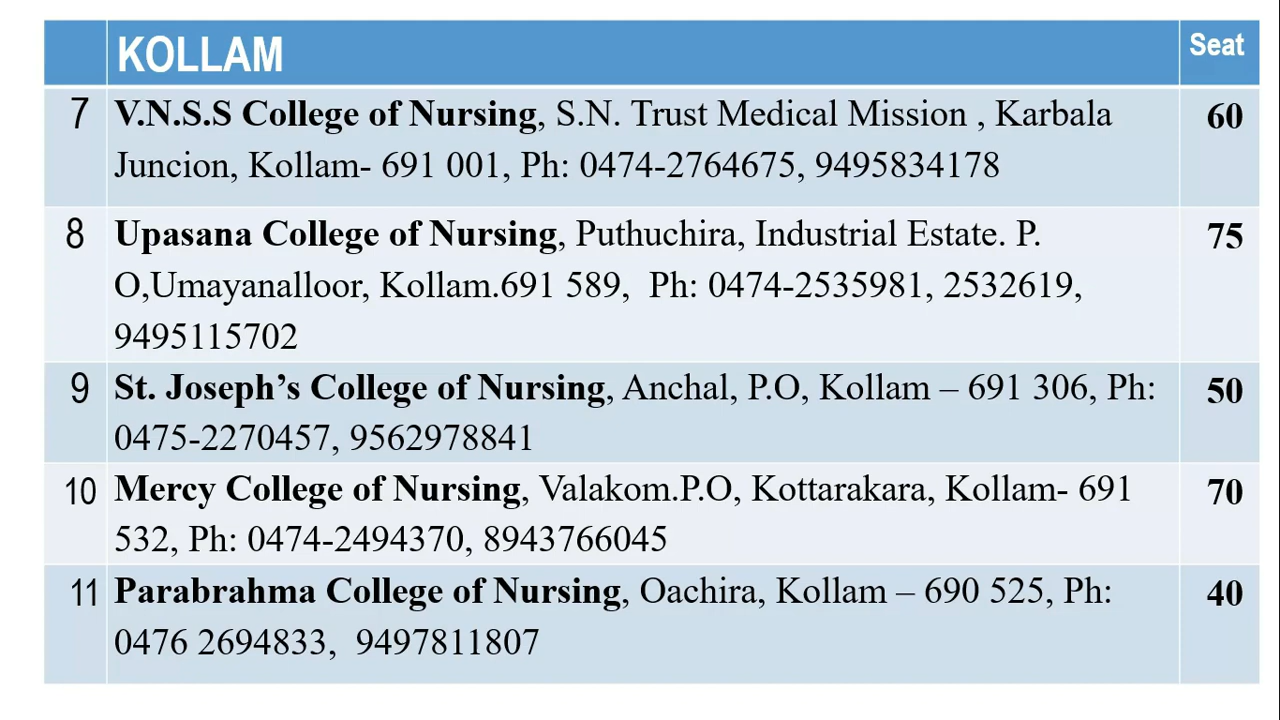 KOLLAM Seat
7 V.N.S.S College of Nursing, S.N. Trust Medical Mission , Karbala 60
Juncion, Kollam- 691 001, Ph: 0474-2764675, 9495834178
8 Upasana College of Nursing, Puthuchira, Industrial Estate. P. 75
O,Umayanalloor, Kollam.691 589, Ph: 0474-2535981, 2532619,
9495115702
9 St. Joseph’s College of Nursing, Anchal, P.O, Kollam – 691 306, Ph: 50
0475-2270457, 9562978841
10 Mercy College of Nursing, Valakom.P.O, Kottarakara, Kollam- 691 70
532, Ph: 0474-2494370, 8943766045
11 Parabrahma College of Nursing, Oachira, Kollam – 690 525, Ph: 40
0476 2694833, 9497811807